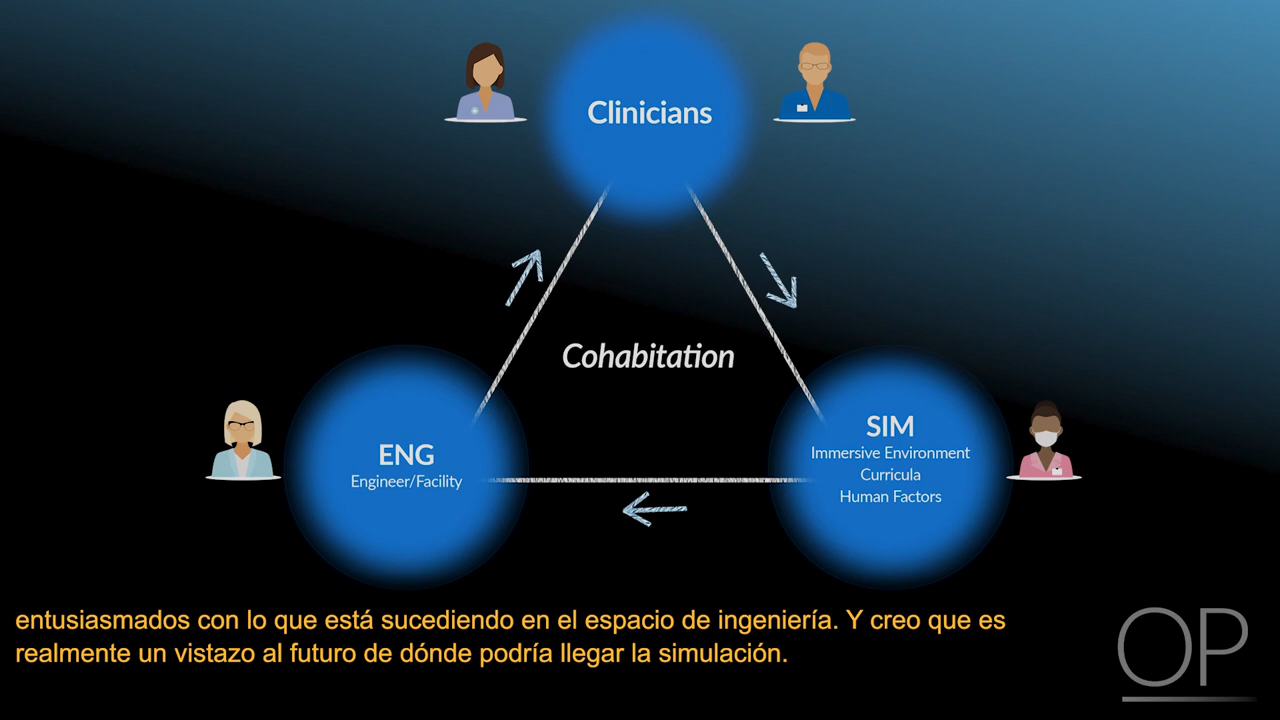 Clinicians
Cohabitation
ENG
Engineer/Facility
SIM
Immersive Environment
Curricula
Human Factors
entusiasmados con lo que está sucediendo en el espacio de ingeniería. Y creo que es
realmente un vistazo al futuro de dónde podría llegar la simulación.
OP